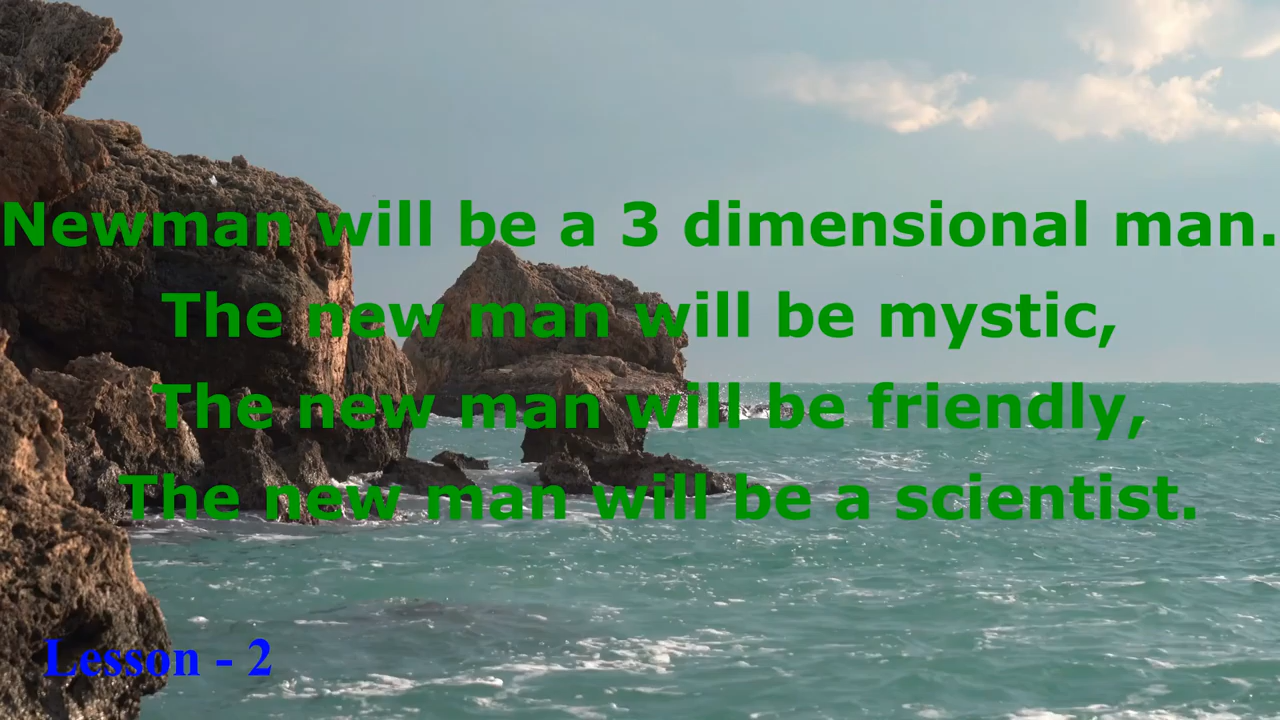 Newman will be a 3 dimensional man.
The new man will be mystic,
The new man will be friendly,
The new man will be a scientist.
Lesson - 2